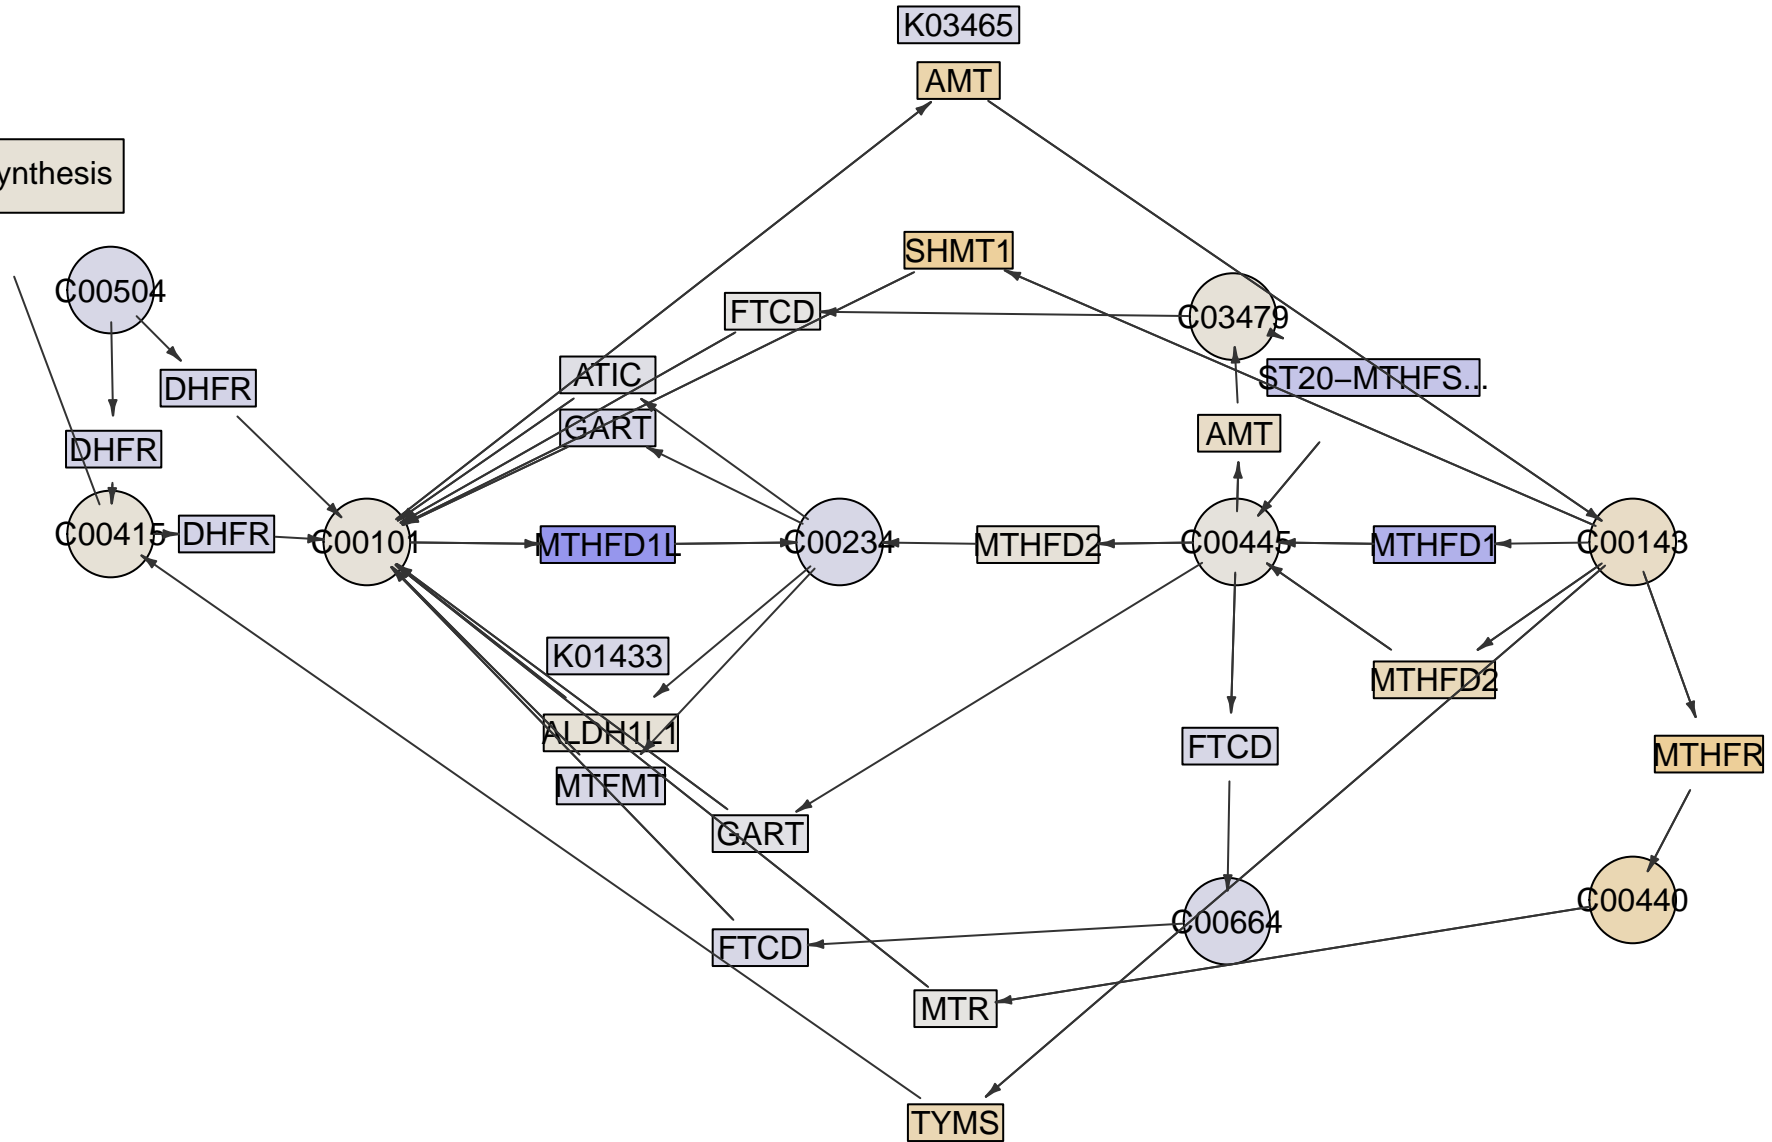 K03465
AMT
ynthesis
SHMT1
C00504
FTCD
C03479
DHFR
ATIC
ST20−MTHFS...
GART
AMT
DHFR
C00415
DHFR
C00101
MTHFD1L
C00234
MTHFD2
C00445
MTHFD1
C00143
K01433
MTHFD2
ALDH1L1
FTCD
MTHFR
MTFMT
GART
C00440
C00664
FTCD
MTR
TYMS